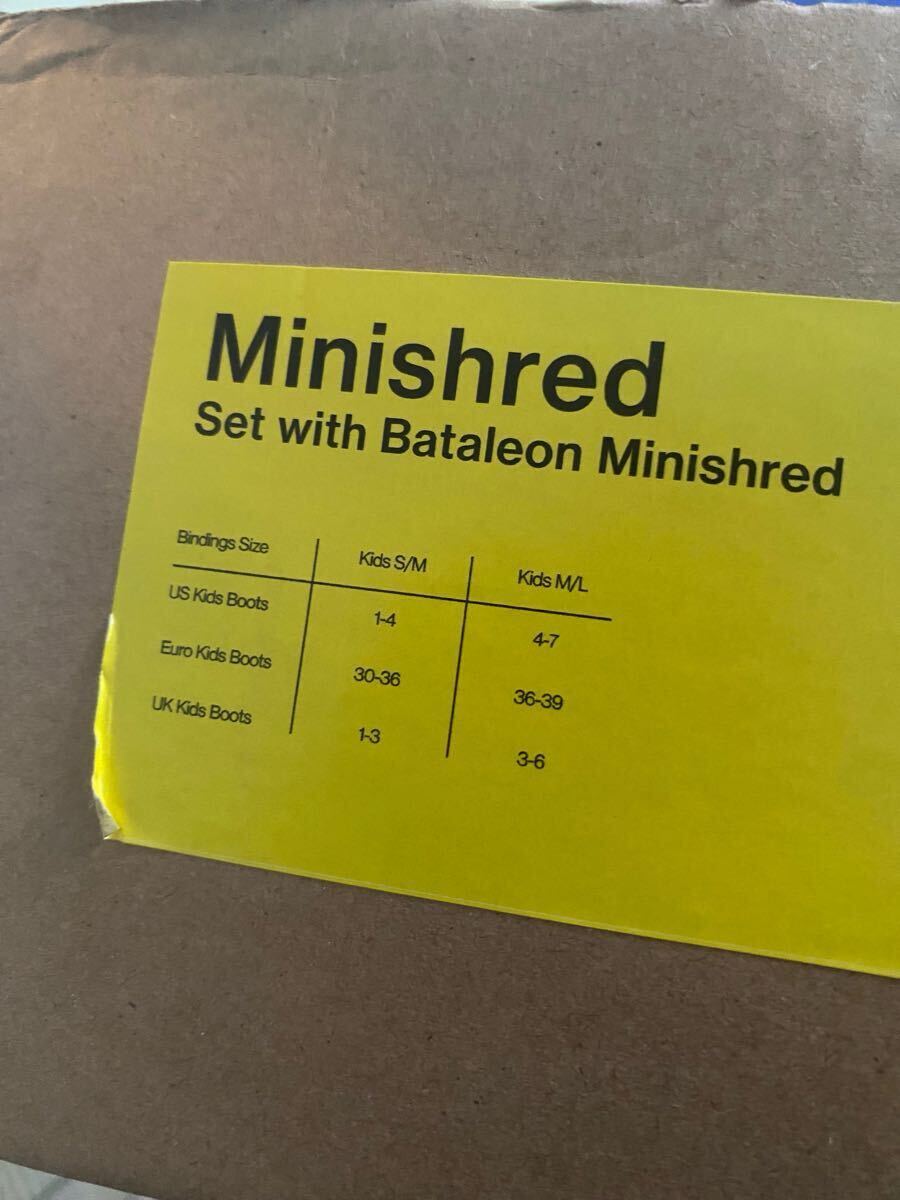 Minishred
Set with Bataleon Minishred
Bindings Size Kids S/M Kids M/L
US Kids Boots 1-4 4-7
Euro Kids Boots 30-36 36-39
UK Kids Boots 1-3 3-6